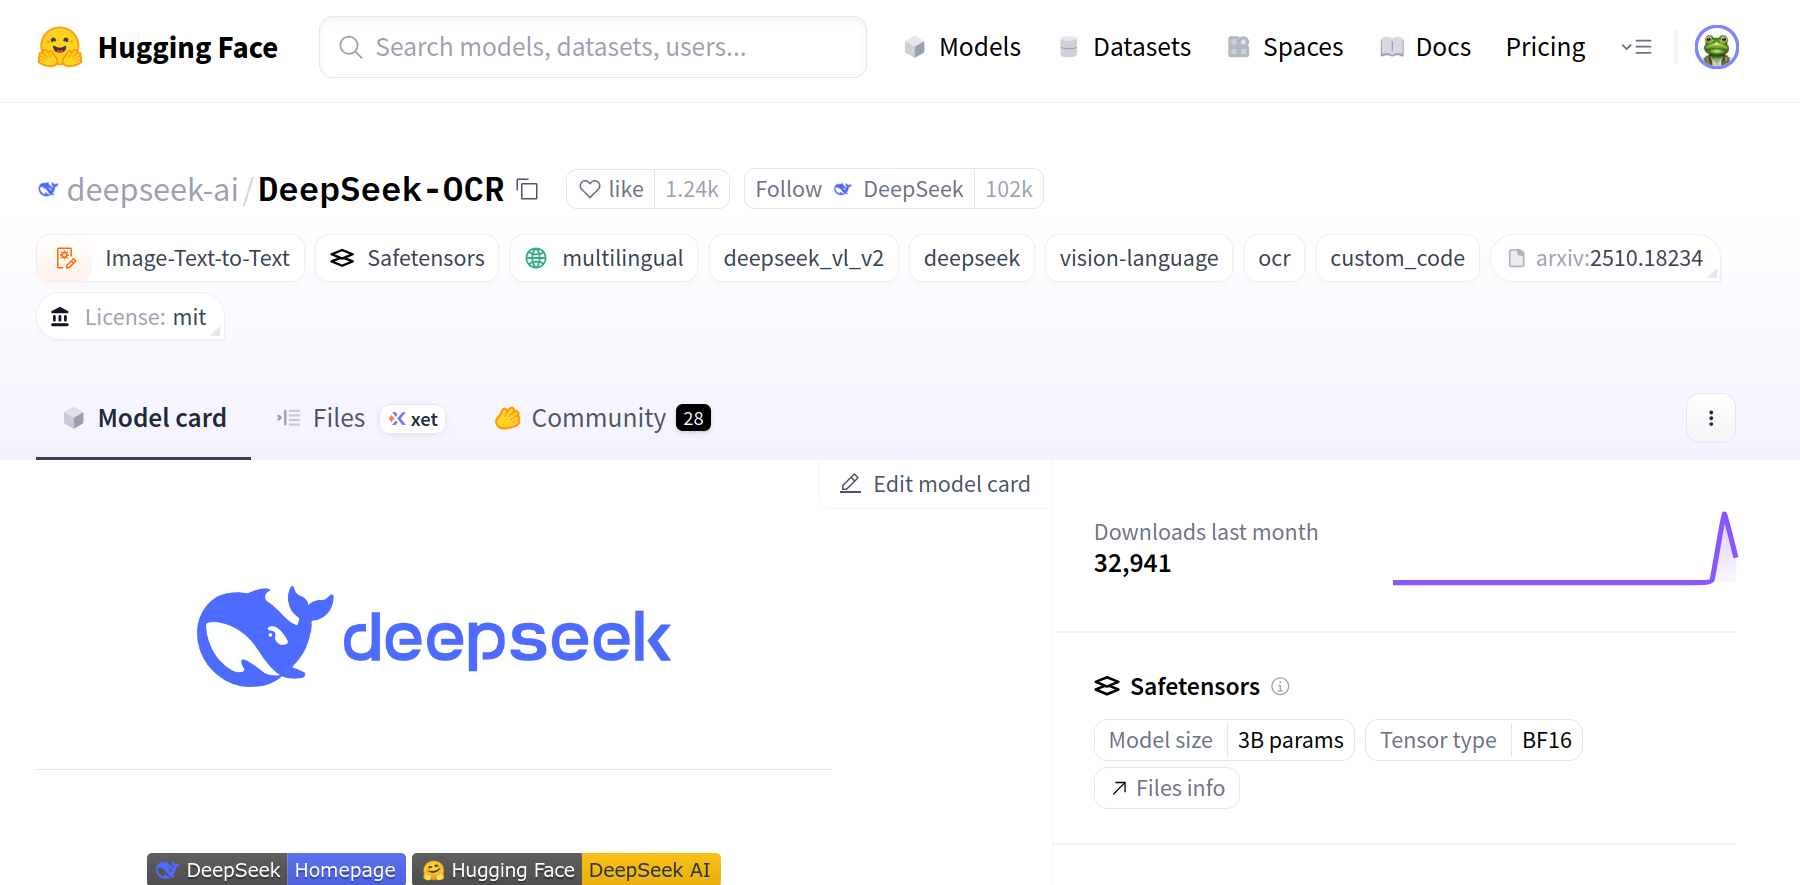 Hugging Face Search models, datasets, users... Models Datasets Spaces Docs Pricing
deepseek-ai/DeepSeek-OCR like 1.24k Follow DeepSeek 102k
Image-Text-to-Text Safetensors multilingual deepseek_vl_v2 deepseek vision-language ocr custom_code arxiv:2510.18234
License: mit
Model card Files xet Community 28
Edit model card
Downloads last month
32,941
deepseek
Safetensors
Model size 3B params Tensor type BF16
Files info
DeepSeek Homepage Hugging Face DeepSeek AI